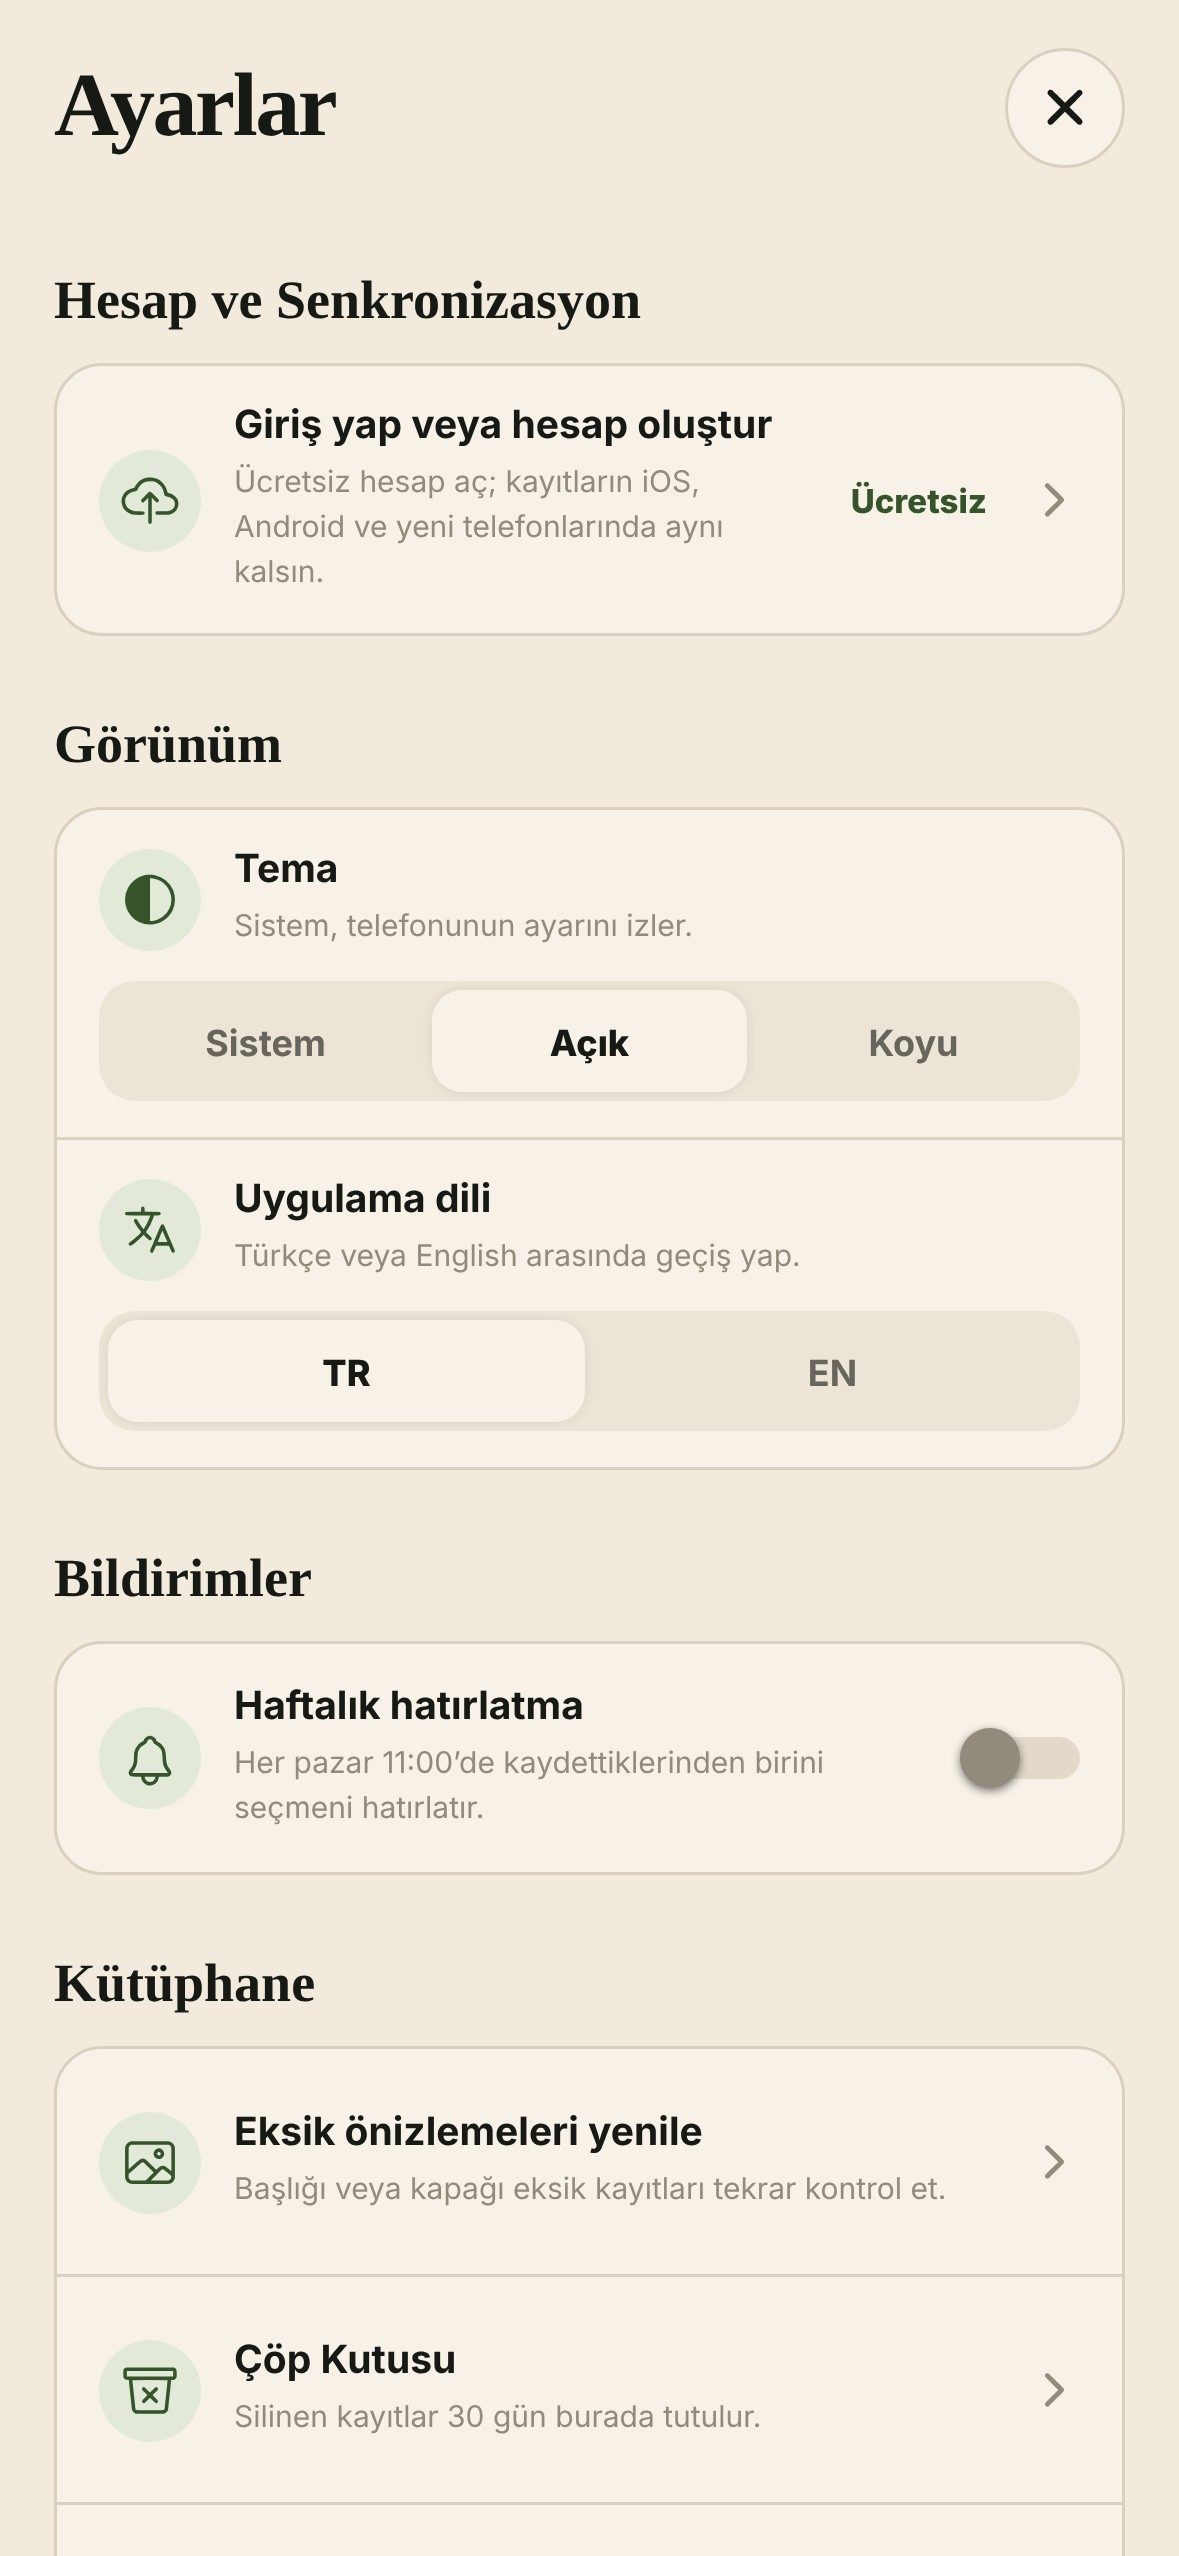 Ayarlar
Hesap ve Senkronizasyon
Giriş yap veya hesap oluştur
Ücretsiz hesap aç; kayıtların iOS,
Android ve yeni telefonlarında aynı
kalsın.
Ücretsiz
Görünüm
Tema
Sistem, telefonunun ayarını izler.
Sistem
Açık
Koyu
Uygulama dili
Türkçe veya English arasında geçiş yap.
TR
EN
Bildirimler
Haftalık hatırlatma
Her pazar 11:00’de kaydettiklerinden birini
seçmeni hatırlatır.
Kütüphane
Eksik önizlemeleri yenile
Başlığı veya kapağı eksik kayıtları tekrar kontrol et.
Çöp Kutusu
Silinen kayıtlar 30 gün burada tutulur.